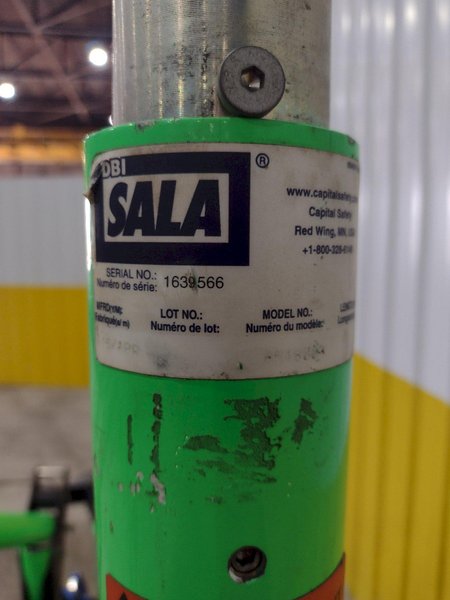 DBI
SALA
®
www.capitalsafety.
Capital Safety
Red Wing, MN,
SERIAL NO.:
Numéro de série: 1639566
LOT NO.:
Numéro de lot:
MODEL NO.:
Numéro du modèle: